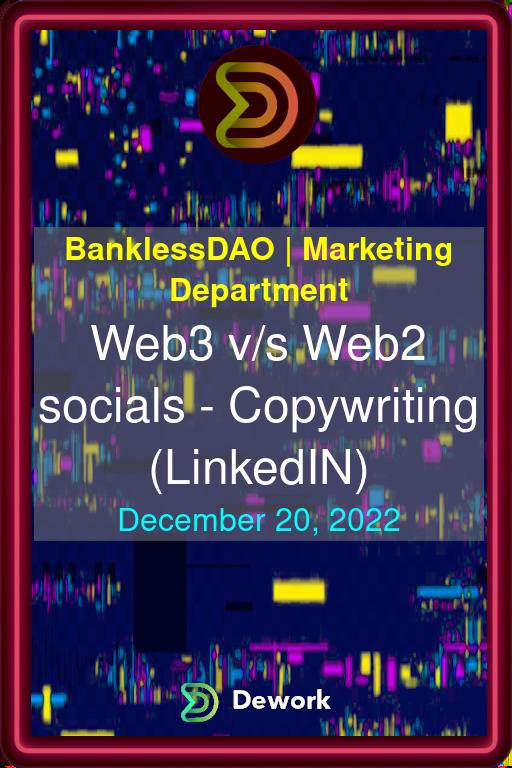 BanklessDAO | Marketing
Department
Web3 v/s Web2
socials - Copywriting
(LinkedIN)
December 20, 2022
Dework